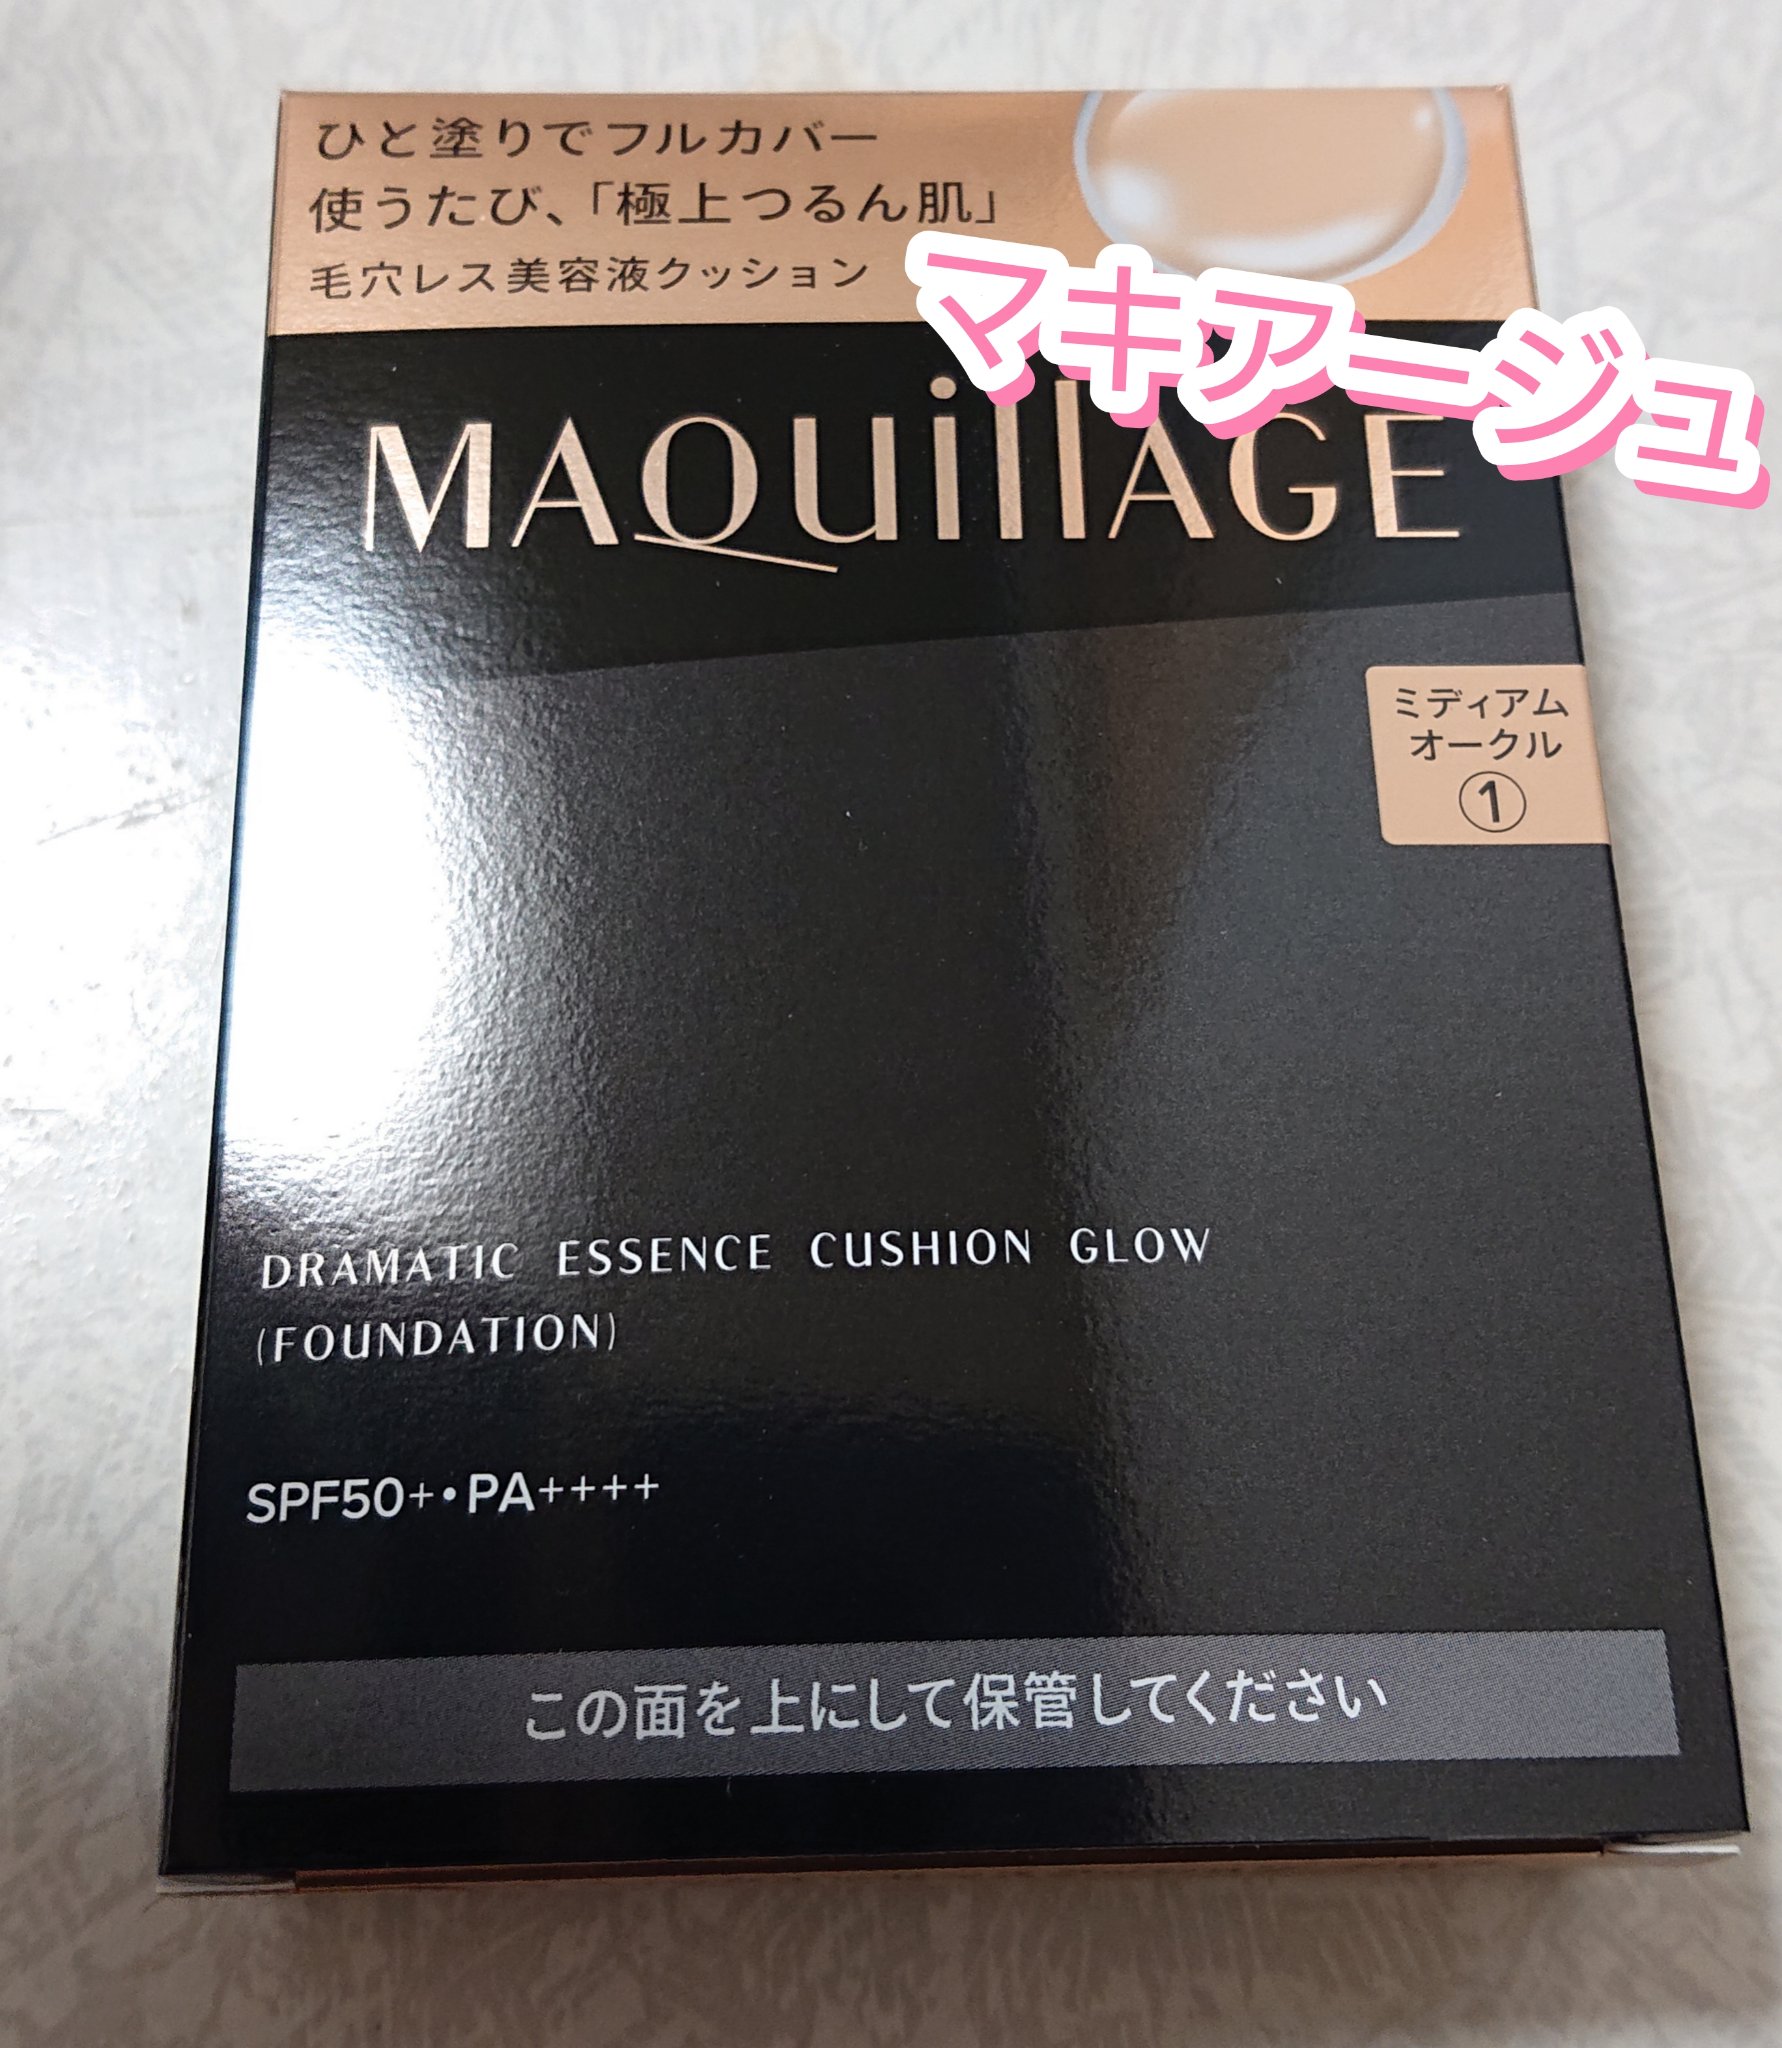 ひと塗りでフルカバー
使うたび、「極上つるん肌」
毛穴レス美容液クッション
マキアージュ
MAQuillAGE
ミディアム
オークル
①
DRAMATIC ESSENCE CUSHION GLOW
(FOUNDATION)
SPF50+・PA++++
この面を上にして保管してください